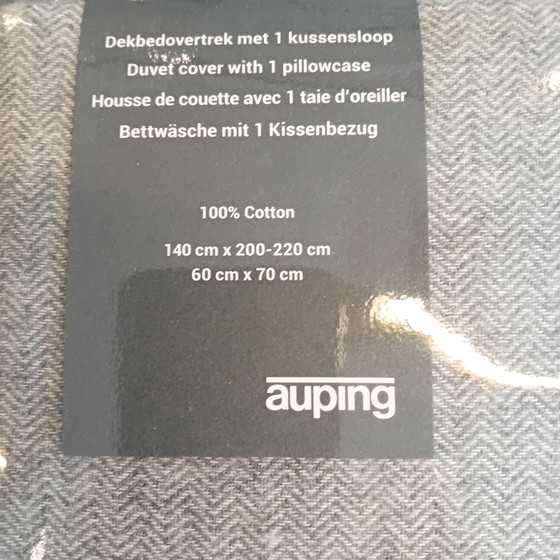 Dekbedovertrek met 1 kussensloop
Duvet cover with 1 pillowcase
Housse de couette avec 1 taie d'oreiller
Bettwäsche mit 1 Kissenbezug
100% Cotton
140 cm x 200-220 cm
60 cm x 70 cm
auping